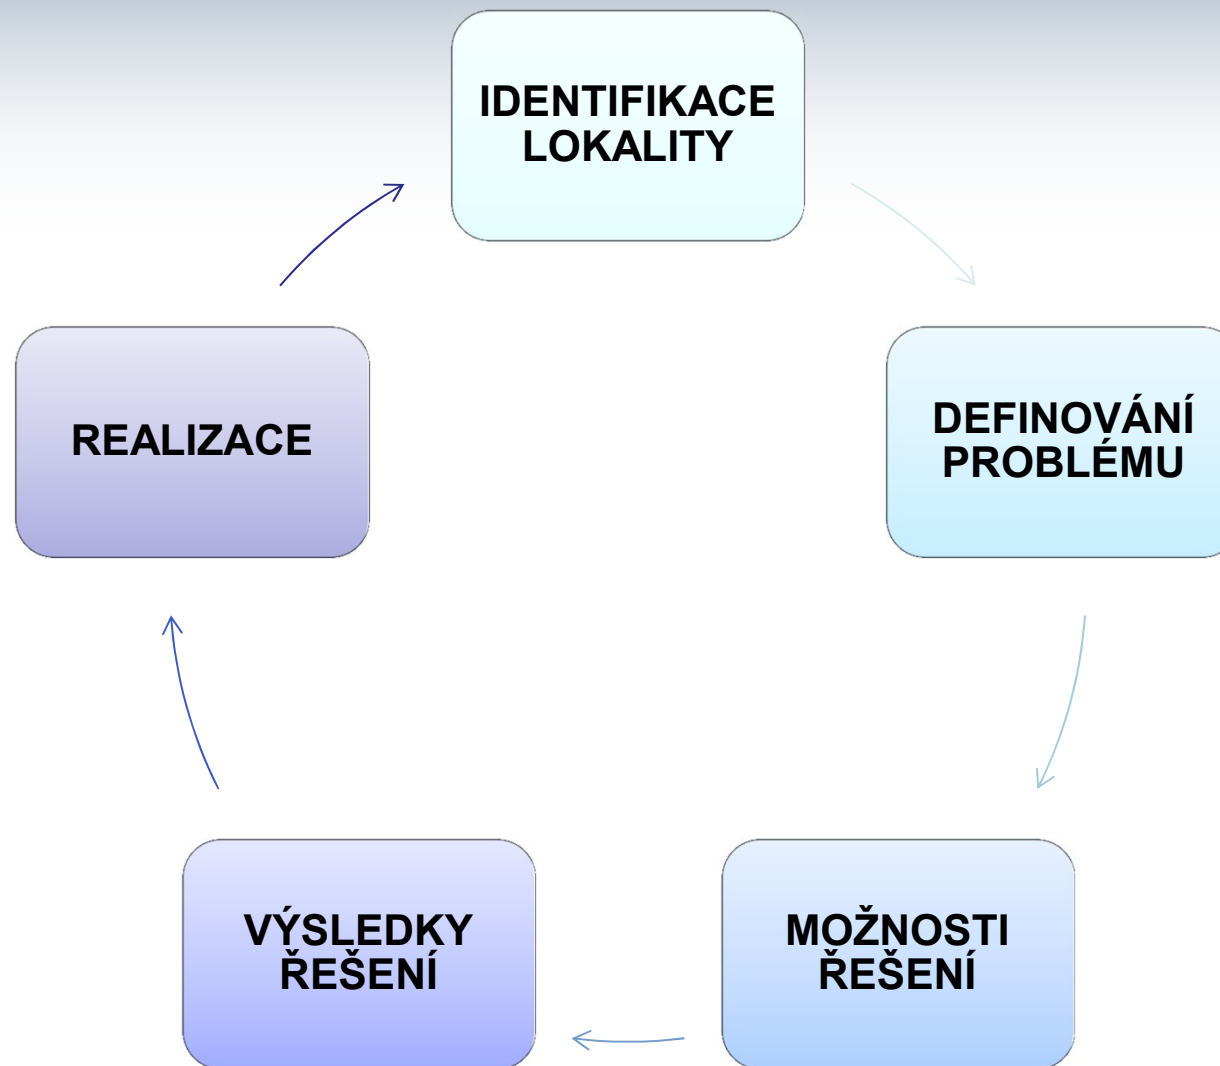 IDENTIFIKACE
LOKALITY
DEFINOVÁNÍ
PROBLÉMU
MOŽNOSTI
ŘEŠENÍ
VÝSLEDKY
ŘEŠENÍ
REALIZACE